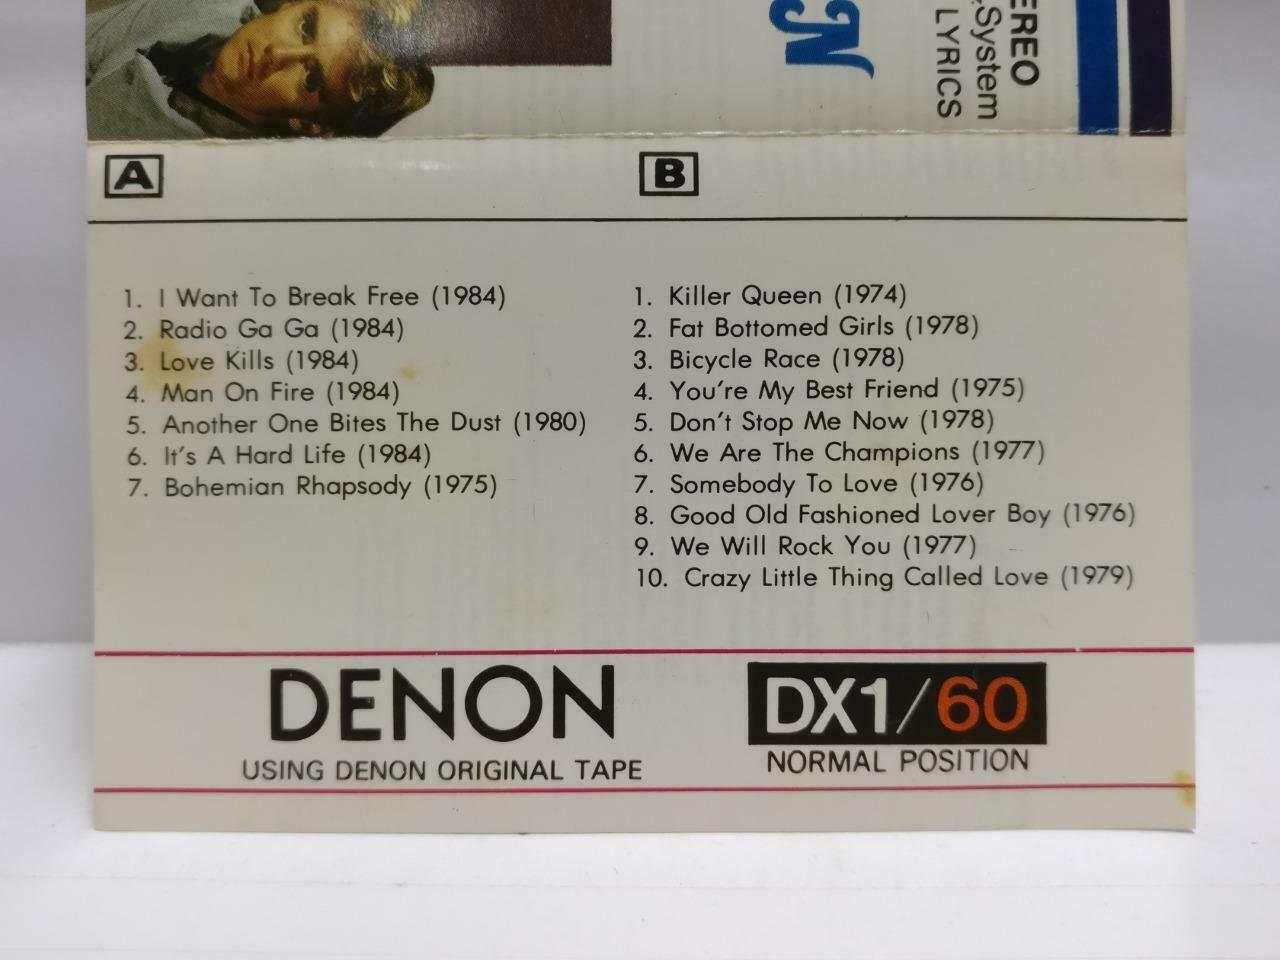 EREO
System
LYRICS
N
A
1. I Want To Break Free (1984)
2. Radio Ga Ga (1984)
3. Love Kills (1984)
4. Man On Fire (1984)
5. Another One Bites The Dust (1980)
6. It's A Hard Life (1984)
7. Bohemian Rhapsody (1975)
B
1. Killer Queen (1974)
2. Fat Bottomed Girls (1978)
3. Bicycle Race (1978)
4. You're My Best Friend (1975)
5. Don't Stop Me Now (1978)
6. We Are The Champions (1977)
7. Somebody To Love (1976)
8. Good Old Fashioned Lover Boy (1976)
9. We Will Rock You (1977)
10. Crazy Little Thing Called Love (1979)
DENON
USING DENON ORIGINAL TAPE
DX1/60
NORMAL POSITION